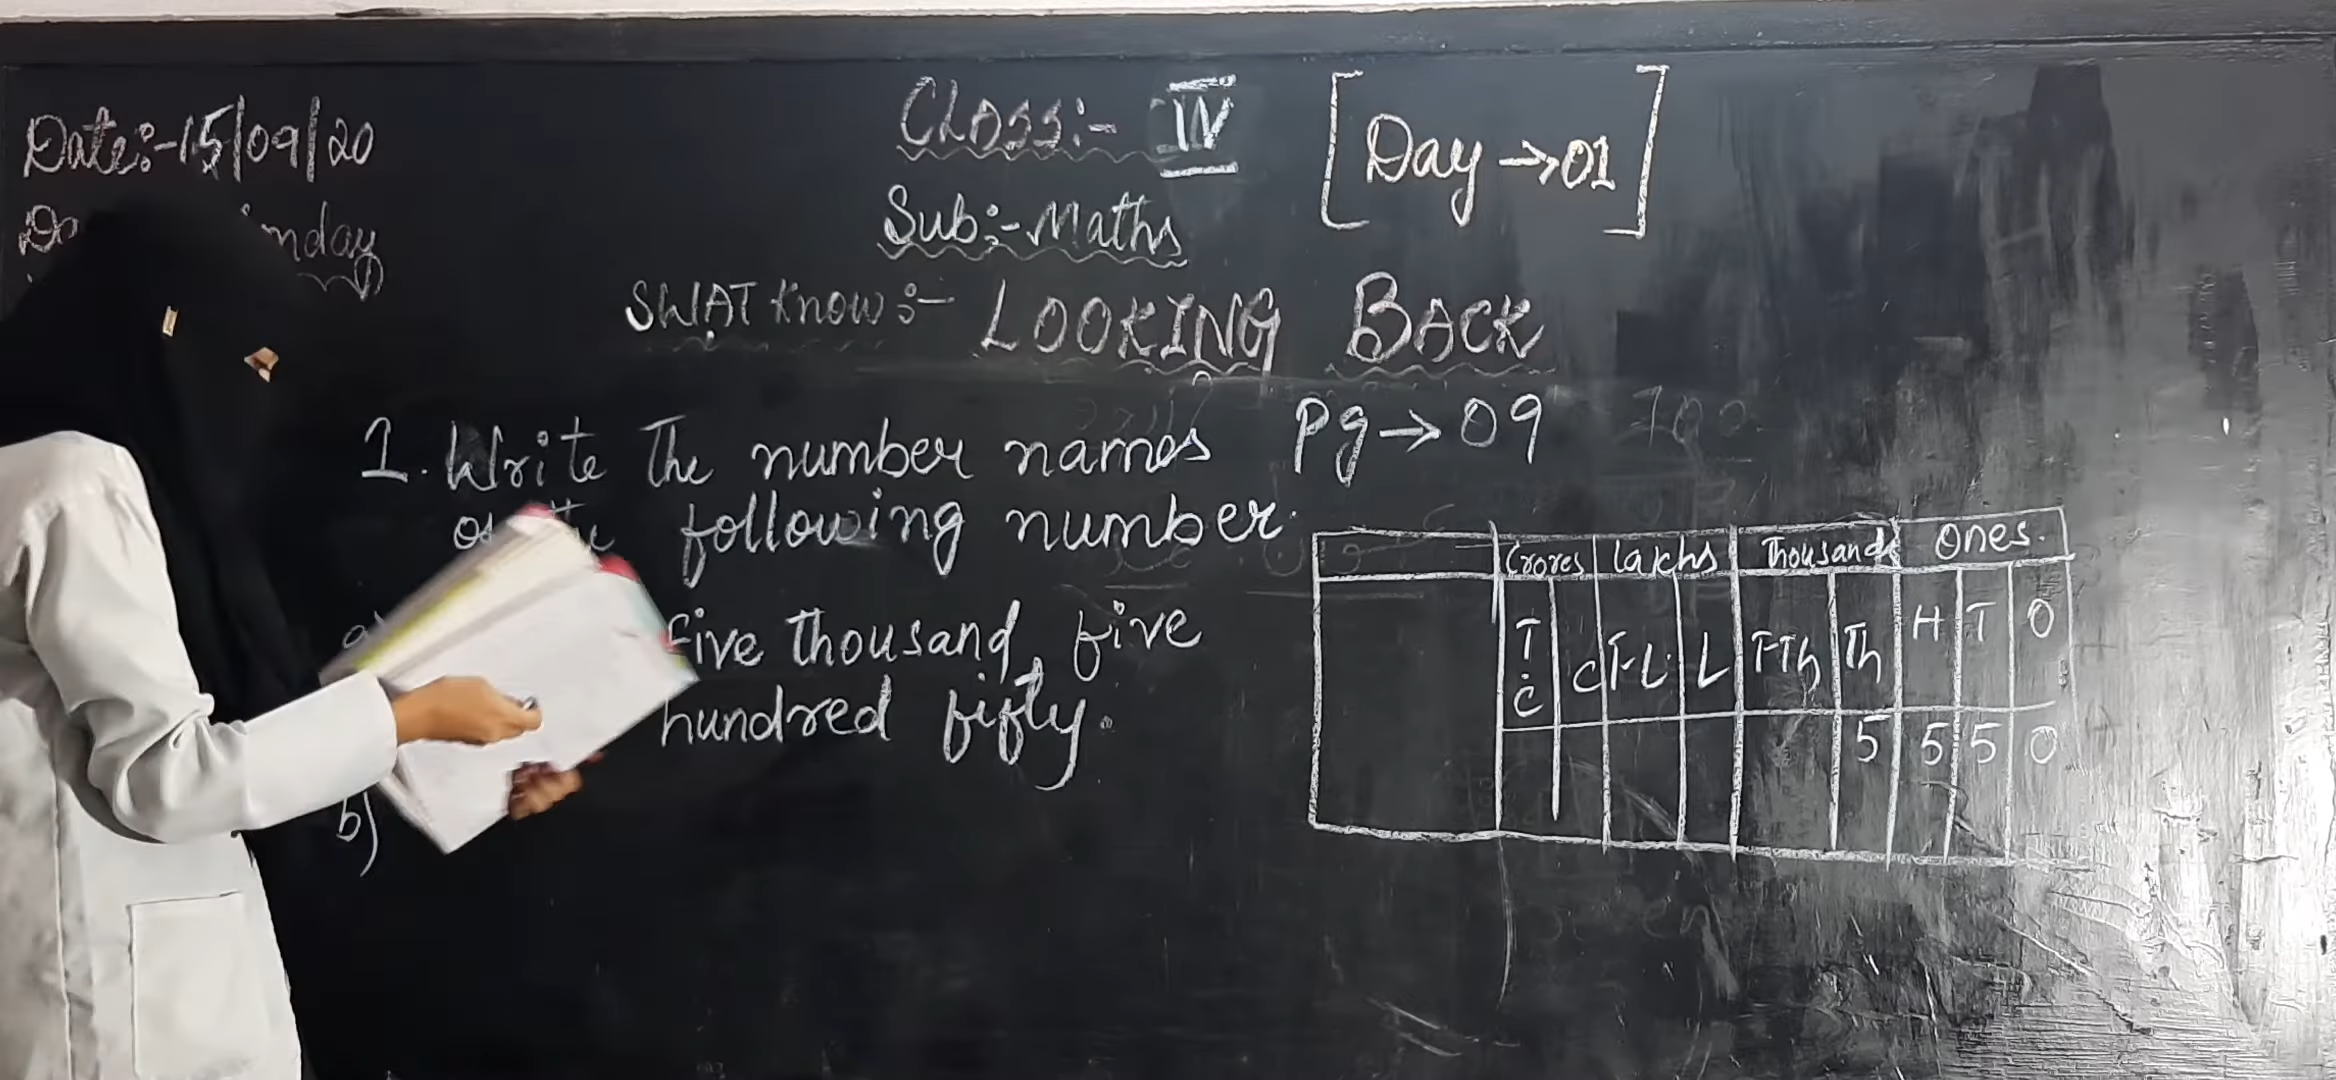 Date:-15/09/20
Class:- IV
[Day→01]
Sub:-Maths
SWAT Know:- LOOKING BACK
1. Write The number names Pg→09
following number.
a)
five thousand, five
hundred fifty.
b)
Crores Lakhs Thousands Ones.
T.C C T-L L T-Th Th H T O
5 5 5 0